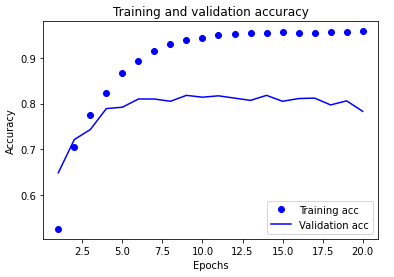 Training and validation accuracy
Accuracy
0.9
0.8
0.7
0.6
Training acc
Validation acc
2.5 5.0 7.5 10.0 12.5 15.0 17.5 20.0
Epochs